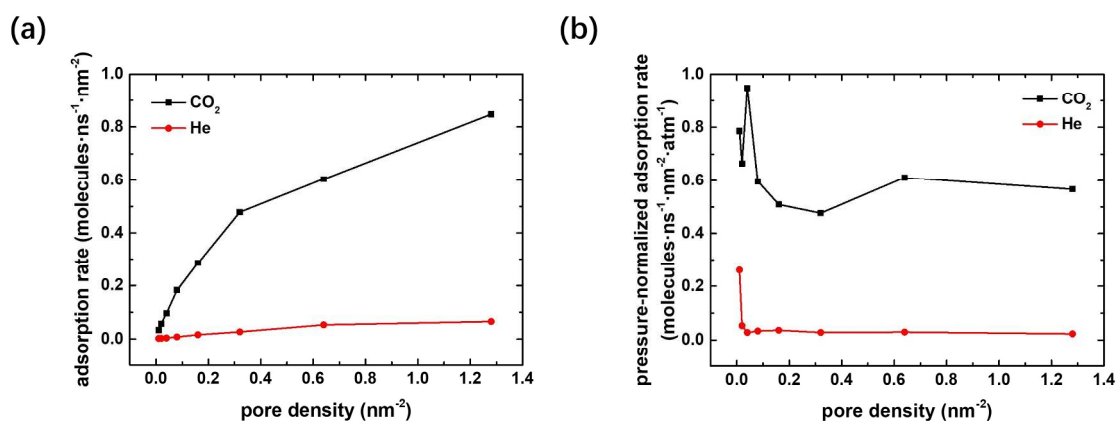 (a)
adsorption rate (molecules·ns⁻¹·nm⁻²)
1.0
0.8
0.6
0.4
0.2
0.0
CO₂
He
0.0 0.2 0.4 0.6 0.8 1.0 1.2 1.4
pore density (nm⁻²)
(b)
pressure-normalized adsorption rate
(molecules·ns⁻¹·nm⁻²·atm⁻¹)
1.0
0.8
0.6
0.4
0.2
0.0
CO₂
He
0.0 0.2 0.4 0.6 0.8 1.0 1.2 1.4
pore density (nm⁻²)